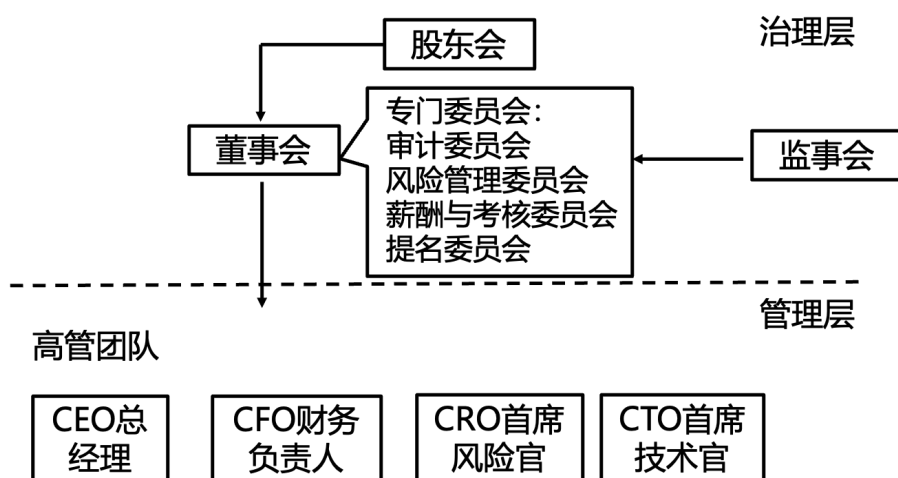 股东会
治理层
董事会
专门委员会：
审计委员会
风险管理委员会
薪酬与考核委员会
提名委员会
监事会
管理层
高管团队
CEO总
经理
CFO财务
负责人
CRO首席
风险官
CTO首席
技术官